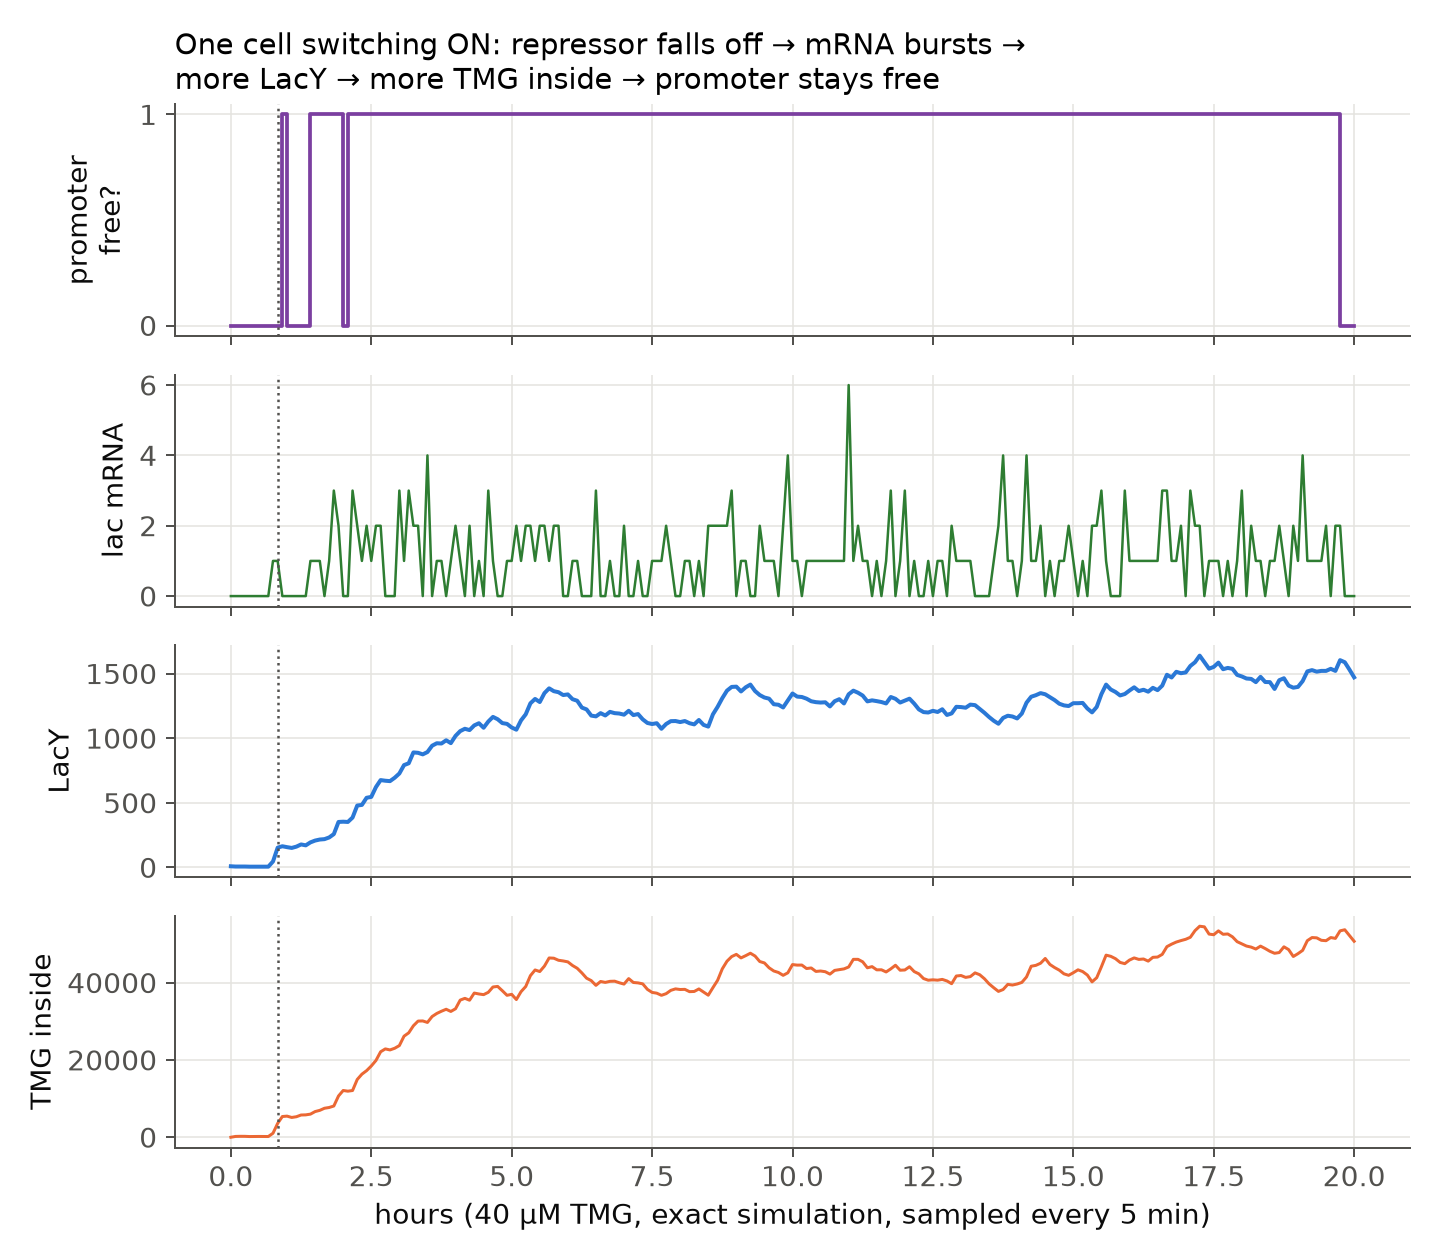 One cell switching ON: repressor falls off → mRNA bursts →
more LacY → more TMG inside → promoter stays free
promoter
free?
1
0
lac mRNA
6
4
2
0
LacY
1500
1000
500
0
TMG inside
40000
20000
0
0.0 2.5 5.0 7.5 10.0 12.5 15.0 17.5 20.0
hours (40 µM TMG, exact simulation, sampled every 5 min)